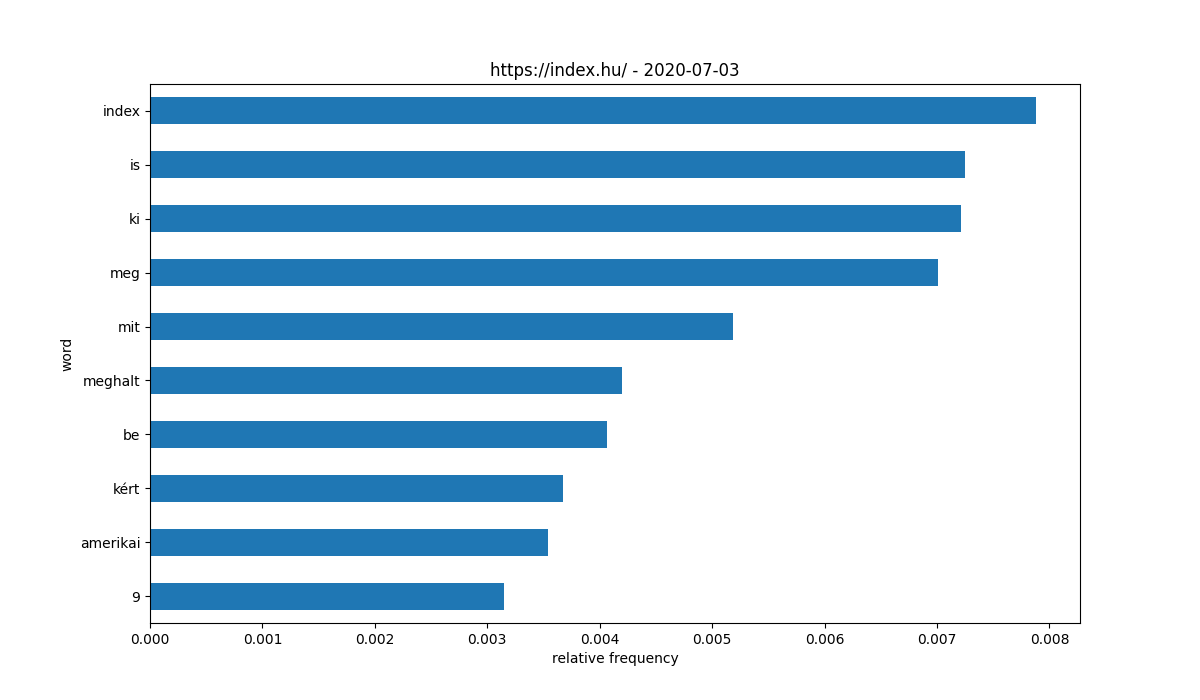 https://index.hu/ - 2020-07-03
index
is
ki
meg
mit
meghalt
be
kért
amerikai
9
word
0.000 0.001 0.002 0.003 0.004 0.005 0.006 0.007 0.008
relative frequency